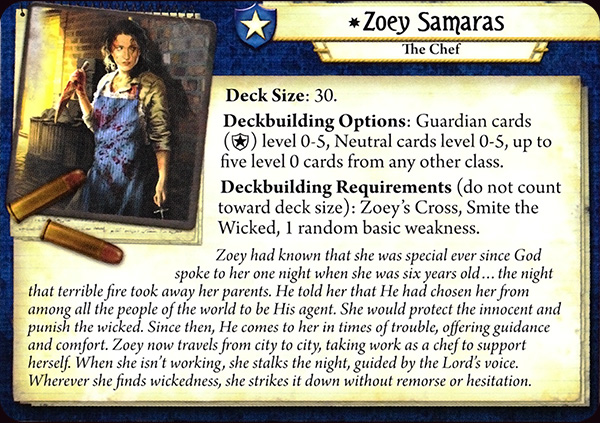 *Zoey Samaras
The Chef
Deck Size: 30.
Deckbuilding Options: Guardian cards
() level 0-5, Neutral cards level 0-5, up to
five level 0 cards from any other class.
Deckbuilding Requirements (do not count
toward deck size): Zoey's Cross, Smite the
Wicked, 1 random basic weakness.
Zoey had known that she was special ever since God
spoke to her one night when she was six years old… the night
that terrible fire took away her parents. He told her that He had chosen her from
among all the people of the world to be His agent. She would protect the innocent and
punish the wicked. Since then, He comes to her in times of trouble, offering guidance
and comfort. Zoey now travels from city to city, taking work as a chef to support
herself. When she isn't working, she stalks the night, guided by the Lord's voice.
Wherever she finds wickedness, she strikes it down without remorse or hesitation.